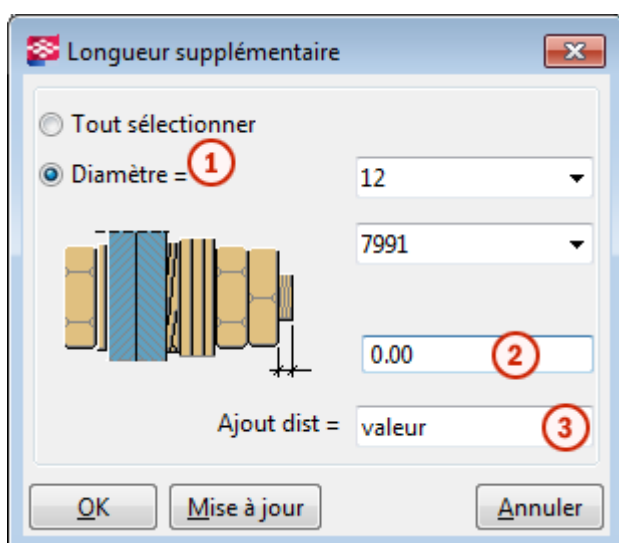 Longueur supplémentaire
Tout sélectionner
Diamètre = 1 12
7991
0.00 2
Ajout dist = valeur 3
OK Mise à jour Annuler